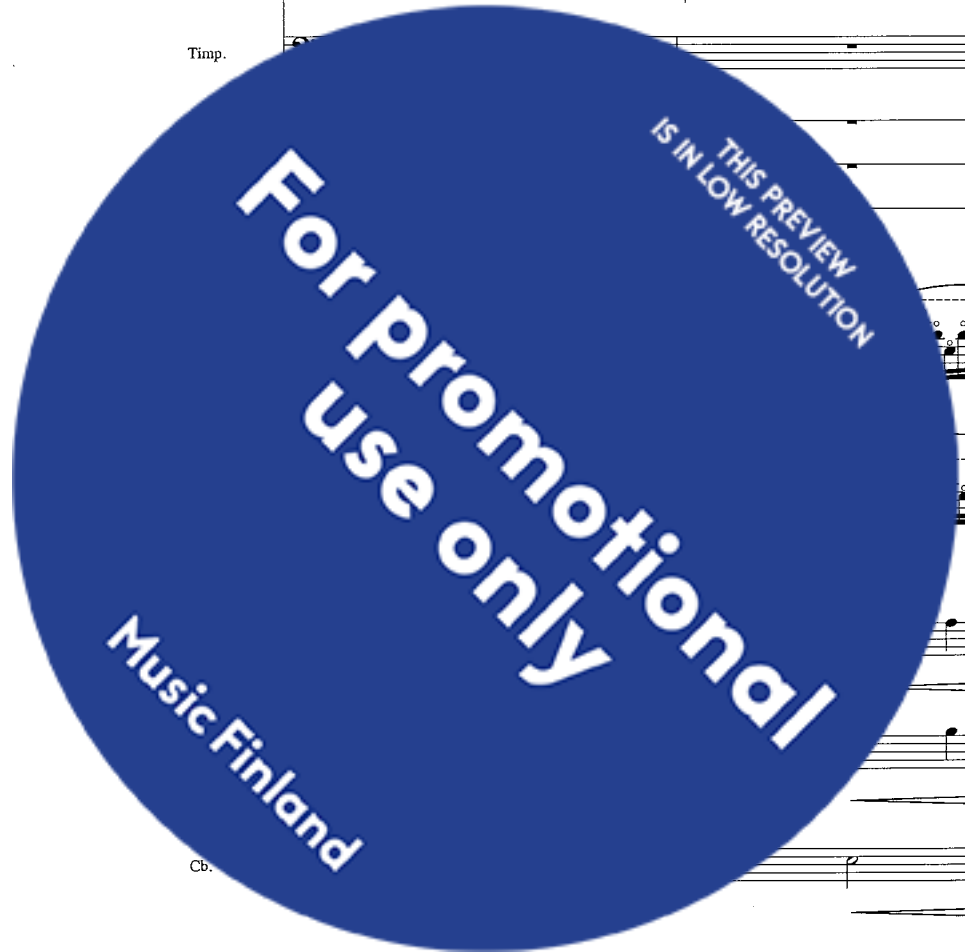 Timp.
THIS PREVIEW
IS IN LOW RESOLUTION
For promotional
use only
Music Finland
Cb.